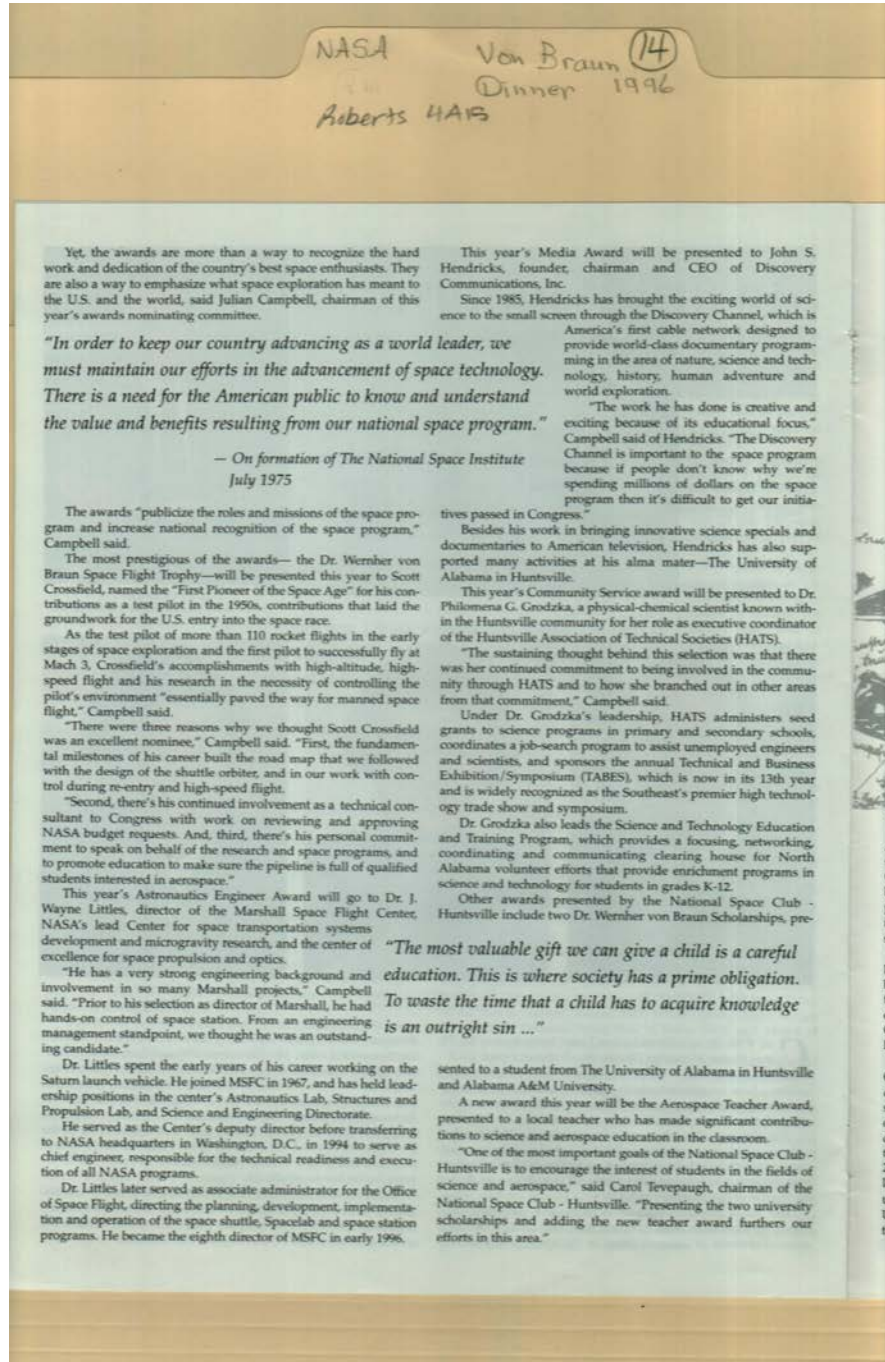 NASA Von Braun 14
Dinner 1996
Roberts 4A1B
Yet, the awards are more than a way to recognize the hard
work and dedication of the country's best space enthusiasts. They
are also a way to emphasize what space exploration has meant to
the U.S. and the world, said Julian Campbell, chairman of this
year's awards nominating committee.
"In order to keep our country advancing as a world leader, we
must maintain our efforts in the advancement of space technology.
There is a need for the American public to know and understand
the value and benefits resulting from our national space program."
— On formation of The National Space Institute
July 1975
The awards "publicize the roles and missions of the space pro-
gram and increase national recognition of the space program,"
Campbell said.
The most prestigious of the awards— the Dr. Wernher von
Braun Space Flight Trophy—will be presented this year to Scott
Crossfield, named the "First Pioneer of the Space Age" for his con-
tributions as a test pilot in the 1950s, contributions that laid the
groundwork for the U.S. entry into the space race.
As the test pilot of more than 110 rocket flights in the early
stages of space exploration and the first pilot to successfully fly at
Mach 3, Crossfield's accomplishments with high-altitude, high-
speed flight and his research in the necessity of controlling the
pilot's environment "essentially paved the way for manned space
flight," Campbell said.
"There were three reasons why we thought Scott Crossfield
was an excellent nominee," Campbell said. "First, the fundamen-
tal milestones of his career built the road map that we followed
with the design of the shuttle orbiter, and in our work with con-
trol during re-entry and high-speed flight.
"Second, there's his continued involvement as a technical con-
sultant to Congress with work on reviewing and approving
NASA budget requests. And, third, there's his personal commit-
ment to speak on behalf of the research and space programs, and
to promote education to make sure the pipeline is full of qualified
students interested in aerospace."
This year's Astronautics Engineer Award will go to Dr. J.
Wayne Littles, director of the Marshall Space Flight Center,
NASA's lead Center for space transportation systems
development and microgravity research, and the center of
excellence for space propulsion and optics.
"He has a very strong engineering background and
involvement in so many Marshall projects," Campbell
said. "Prior to his selection as director of Marshall, he had
hands-on control of space station. From an engineering
management standpoint, we thought he was an outstand-
ing candidate."
Dr. Littles spent the early years of his career working on the
Saturn launch vehicle. He joined MSFC in 1967, and has held lead-
ership positions in the center's Astronautics Lab, Structures and
Propulsion Lab, and Science and Engineering Directorate.
He served as the Center's deputy director before transferring
to NASA headquarters in Washington, D.C., in 1994 to serve as
chief engineer, responsible for the technical readiness and execu-
tion of all NASA programs.
Dr. Littles later served as associate administrator for the Office
of Space Flight, directing the planning, development, implementa-
tion and operation of the space shuttle, Spacelab and space station
programs. He became the eighth director of MSFC in early 1996.
This year's Media Award will be presented to John S.
Hendricks, founder, chairman and CEO of Discovery
Communications, Inc.
Since 1985, Hendricks has brought the exciting world of sci-
ence to the small screen through the Discovery Channel, which is
America's first cable network designed to
provide world-class documentary program-
ming in the area of nature, science and tech-
nology, history, human adventure and
world exploration.
"The work he has done is creative and
exciting because of its educational focus,"
Campbell said of Hendricks. "The Discovery
Channel is important to the space program
because if people don't know why we're
spending millions of dollars on the space
program then it's difficult to get our initia-
tives passed in Congress."
Besides his work in bringing innovative science specials and
documentaries to American television, Hendricks has also sup-
ported many activities at his alma mater—The University of
Alabama in Huntsville.
This year's Community Service award will be presented to Dr.
Philomena G. Grodzka, a physical-chemical scientist known with-
in the Huntsville community for her role as executive coordinator
of the Huntsville Association of Technical Societies (HATS).
"The sustaining thought behind this selection was that there
was her continued commitment to being involved in the commu-
nity through HATS and to how she branched out in other areas
from that commitment," Campbell said.
Under Dr. Grodzka's leadership, HATS administers seed
grants to science programs in primary and secondary schools,
coordinates a job-search program to assist unemployed engineers
and scientists, and sponsors the annual Technical and Business
Exhibition/Symposium (TABES), which is now in its 13th year
and is widely recognized as the Southeast's premier high technol-
ogy trade show and symposium.
Dr. Grodzka also leads the Science and Technology Education
and Training Program, which provides a focusing, networking,
coordinating and communicating clearing house for North
Alabama volunteer efforts that provide enrichment programs in
science and technology for students in grades K-12.
Other awards presented by the National Space Club -
Huntsville include two Dr. Wernher von Braun Scholarships, pre-
"The most valuable gift we can give a child is a careful
education. This is where society has a prime obligation.
To waste the time that a child has to acquire knowledge
is an outright sin ..."
sented to a student from The University of Alabama in Huntsville
and Alabama A&M University.
A new award this year will be the Aerospace Teacher Award,
presented to a local teacher who has made significant contribu-
tions to science and aerospace education in the classroom.
"One of the most important goals of the National Space Club -
Huntsville is to encourage the interest of students in the fields of
science and aerospace," said Carol Tevepaugh, chairman of the
National Space Club - Huntsville. "Presenting the two university
scholarships and adding the new teacher award furthers our
efforts in this area."